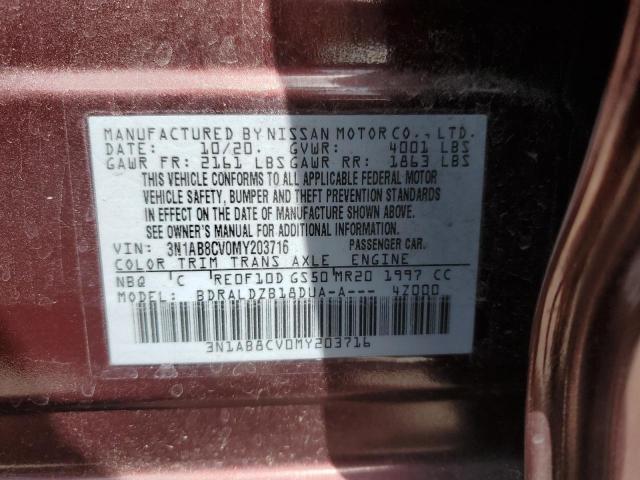 MANUFACTURED BY NISSAN MOTOR CO., LTD.
DATE: 10/20. GVWR: 4001 LBS
GAWR FR: 2161 LBS GAWR RR: 1863 LBS
THIS VEHICLE CONFORMS TO ALL APPLICABLE FEDERAL MOTOR
VEHICLE SAFETY, BUMPER AND THEFT PREVENTION STANDARDS
IN EFFECT ON THE DATE OF MANUFACTURE SHOWN ABOVE.
SEE OWNER'S MANUAL FOR ADDITIONAL INFORMATION
VIN: 3N1AB8CV0MY203716 PASSENGER CAR.
COLOR TRIM TRANS AXLE ENGINE
NBQ C RE0F10D GS50 MR20 1997 CC
MODEL: BDRALDZB18DUA-A--- 4Z000
3N1AB8CV0MY203716